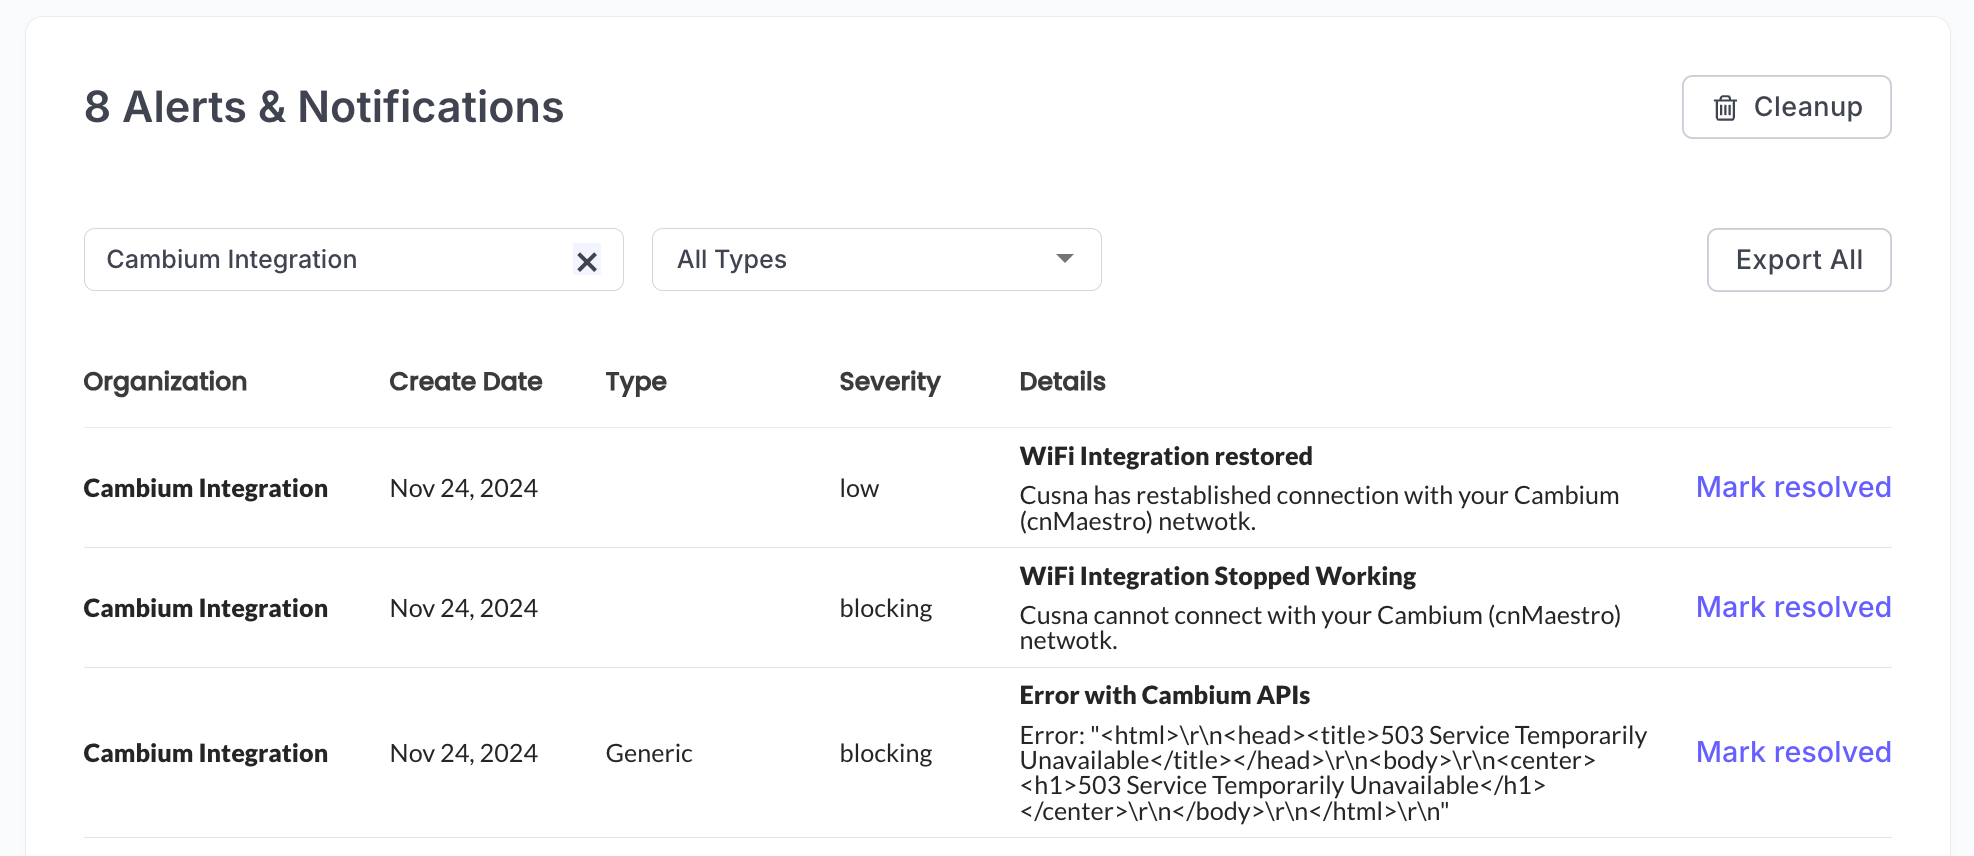 8 Alerts & Notifications
Cleanup
Cambium Integration
All Types
Export All
Organization Create Date Type Severity Details
WiFi Integration restored
Cambium Integration Nov 24, 2024 low Mark resolved
Cusna has restablished connection with your Cambium
(cnMaestro) netwotk.
WiFi Integration Stopped Working
Cambium Integration Nov 24, 2024 blocking Mark resolved
Cusna cannot connect with your Cambium (cnMaestro)
netwotk.
Error with Cambium APIs
Error: "<html>\r\n<head><title>503 Service Temporarily
Cambium Integration Nov 24, 2024 Generic blocking Mark resolved
Unavailable</title></head>\r\n<body>\r\n<center>
<h1>503 Service Temporarily Unavailable</h1>
</center>\r\n</body>\r\n</html>\r\n"